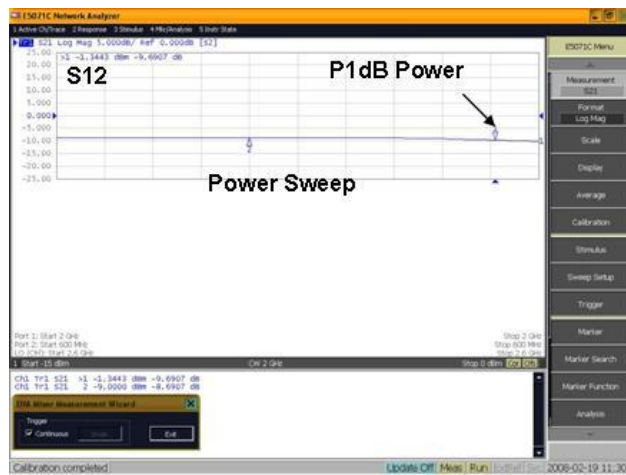 E5071C Network Analyzer
1 Active Ch/Trace 2 Response 3 Stimulus 4 Mkr/Analysis 5 Instr State
Tr1 S21 Log Mag 5.000dB/ Ref 0.000dB [S2]
25.00
>1 -1.3443 dBm -9.6907 dB
20.00
15.00
10.00
5.000
0.000
-5.000
-10.00
-15.00
-20.00
-25.00
S12
P1dB Power
Power Sweep
2
1
Port 1: Start 2 GHz
Stop 2 GHz
Port 2: Start 600 MHz
Stop 600 MHz
LO (Ch1): Start 2.6 GHz
Stop 2.6 GHz
1 Start -15 dBm
CW 2 GHz
Stop 0 dBm Cor Ofs
Ch1 Tr1 S21 >1 -1.3443 dBm -9.6907 dB
Ch1 Tr1 S21 2 -9.0000 dBm -8.6907 dB
Mixer Measurement Wizard
Trigger
Continuous
Exit
E5071C Menu
Measurement
S21
Format
Log Mag
Scale
Display
Average
Calibration
Stimulus
Sweep Setup
Trigger
Marker
Marker Search
Marker Function
Analysis
Calibration completed
Update Off Meas Run ExtRef Svc 2008-02-19 11:30